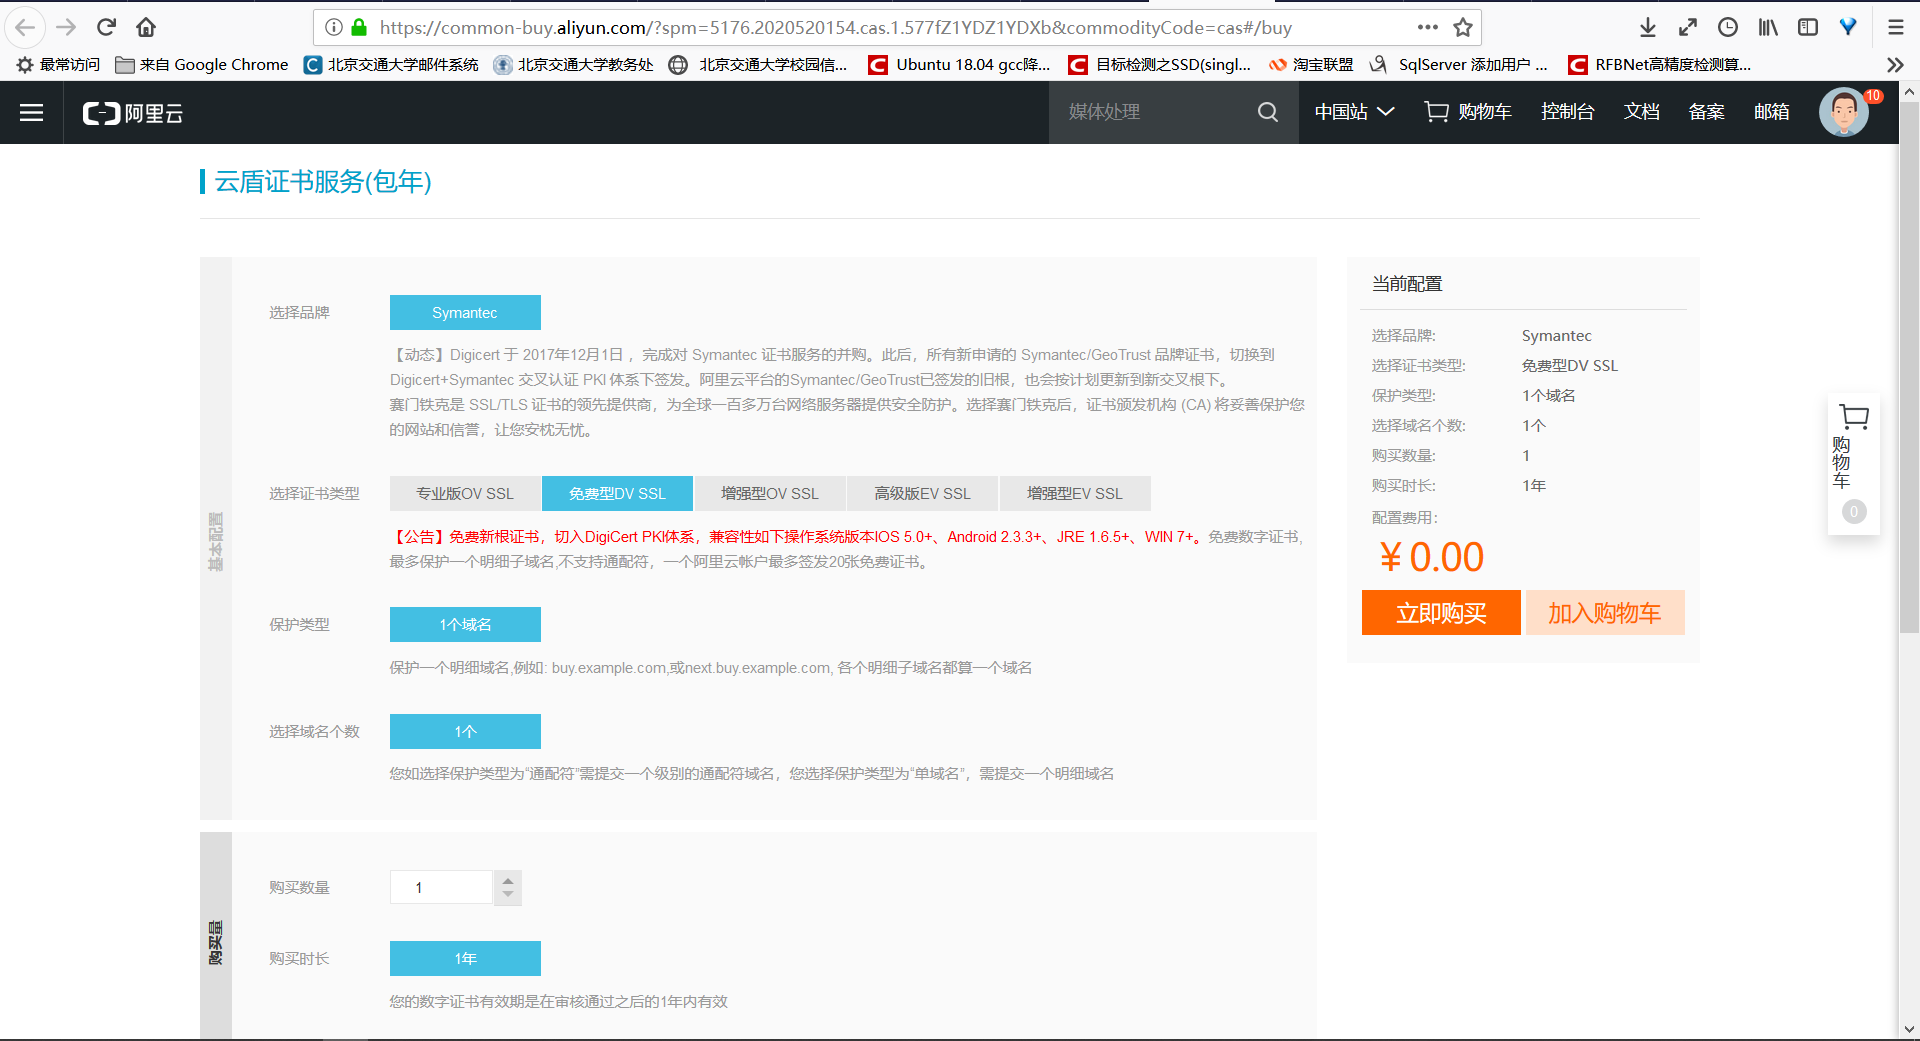 https://common-buy.aliyun.com/?spm=5176.2020520154.cas.1.577fZ1YDZ1YDXb&commodityCode=cas#/buy
最常访问 来自 Google Chrome 北京交通大学邮件系统 北京交通大学教务处 北京交通大学校园信... Ubuntu 18.04 gcc降... 目标检测之SSD(singl... 淘宝联盟 SqlServer 添加用户 ... RFBNet高精度检测算...
阿里云 媒体处理 中国站 购物车 控制台 文档 备案 邮箱 10
云盾证书服务(包年)
基本配置
选择品牌 Symantec
【动态】Digicert 于 2017年12月1日 ，完成对 Symantec 证书服务的并购。此后，所有新申请的 Symantec/GeoTrust 品牌证书，切换到
Digicert+Symantec 交叉认证 PKI 体系下签发。阿里云平台的Symantec/GeoTrust已签发的旧根，也会按计划更新到新交叉根下。
赛门铁克是 SSL/TLS 证书的领先提供商，为全球一百多万台网络服务器提供安全防护。选择赛门铁克后，证书颁发机构 (CA) 将妥善保护您
的网站和信誉，让您安枕无忧。
选择证书类型 专业版OV SSL 免费型DV SSL 增强型OV SSL 高级版EV SSL 增强型EV SSL
【公告】免费新根证书，切入DigiCert PKI体系，兼容性如下操作系统版本IOS 5.0+、Android 2.3.3+、JRE 1.6.5+、WIN 7+。免费数字证书，
最多保护一个明细子域名,不支持通配符，一个阿里云帐户最多签发20张免费证书。
保护类型 1个域名
保护一个明细域名,例如: buy.example.com,或next.buy.example.com, 各个明细子域名都算一个域名
选择域名个数 1个
您如选择保护类型为“通配符”需提交一个级别的通配符域名，您选择保护类型为“单域名”，需提交一个明细域名
购买量
购买数量 1
购买时长 1年
您的数字证书有效期是在审核通过之后的1年内有效
当前配置
选择品牌: Symantec
选择证书类型: 免费型DV SSL
保护类型: 1个域名
选择域名个数: 1个
购买数量: 1
购买时长: 1年
配置费用:
￥0.00
立即购买 加入购物车
购物车
0